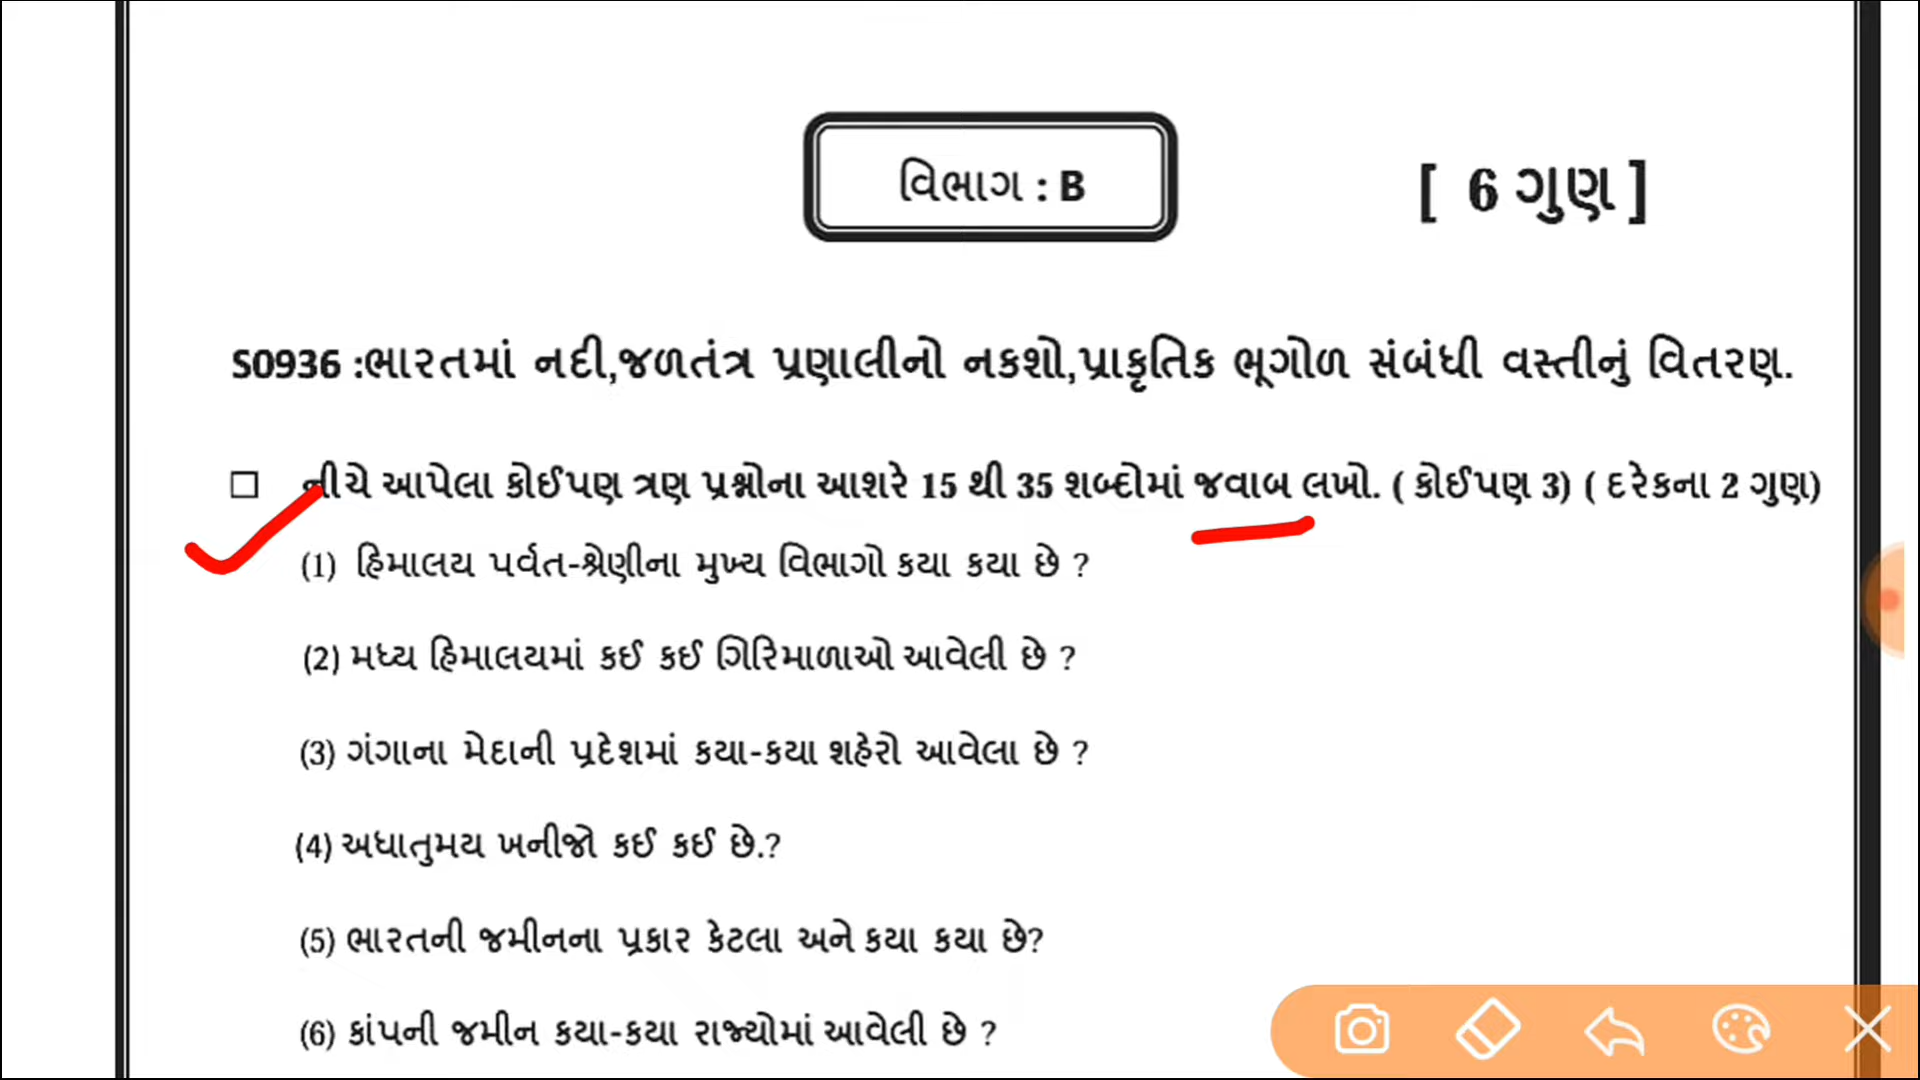 વિભાગ : B
[ 6 ગુણ ]
S0936 :ભારતમાં નદી,જળતંત્ર પ્રણાલીનો નકશો,પ્રાકૃતિક ભૂગોળ સંબંધી વસ્તીનું વિતરણ.
નીચે આપેલા કોઈપણ ત્રણ પ્રશ્નોના આશરે 15 થી 35 શબ્દોમાં જવાબ લખો. ( કોઈપણ 3) ( દરેકના 2 ગુણ)
(1) હિમાલય પર્વત-શ્રેણીના મુખ્ય વિભાગો કયા કયા છે ?
(2) મધ્ય હિમાલયમાં કઈ કઈ ગિરિમાળાઓ આવેલી છે ?
(3) ગંગાના મેદાની પ્રદેશમાં કયા-કયા શહેરો આવેલા છે ?
(4) અધાતુમય ખનીજો કઈ કઈ છે.?
(5) ભારતની જમીનના પ્રકાર કેટલા અને કયા કયા છે?
(6) કાંપની જમીન કયા-કયા રાજ્યોમાં આવેલી છે ?